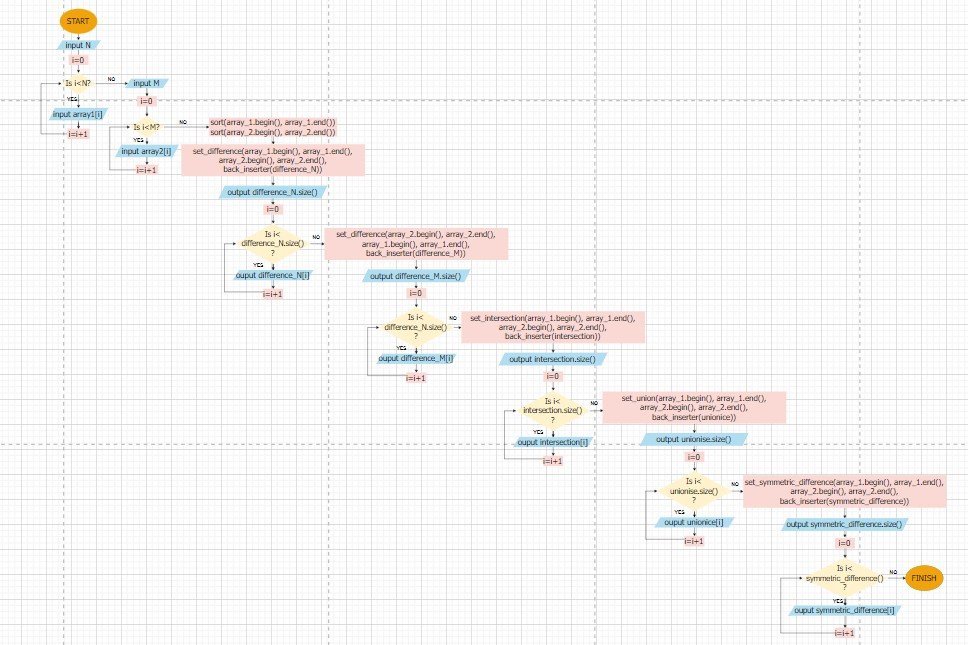 START
input N
i=0
Is i<N?
NO
YES
input array1[i]
i=i+1
input M
i=0
Is i<M?
NO
YES
input array2[i]
i=i+1
sort(array_1.begin(), array_1.end())
sort(array_2.begin(), array_2.end())
set_difference(array_1.begin(), array_1.end(),
array_2.begin(), array_2.end(),
back_inserter(difference_N))
output difference_N.size()
i=0
Is i<
difference_N.size()
?
NO
YES
ouput difference_N[i]
i=i+1
set_difference(array_2.begin(), array_2.end(),
array_1.begin(), array_1.end(),
back_inserter(difference_M))
output difference_M.size()
i=0
Is i<
difference_N.size()
?
NO
YES
ouput difference_M[i]
i=i+1
set_intersection(array_1.begin(), array_1.end(),
array_2.begin(), array_2.end(),
back_inserter(intersection))
output intersection.size()
i=0
Is i<
intersection.size()
?
NO
YES
ouput intersection[i]
i=i+1
set_union(array_1.begin(), array_1.end(),
array_2.begin(), array_2.end(),
back_inserter(unionice))
output unionise.size()
i=0
Is i<
unionise.size()
?
NO
YES
ouput unionice[i]
i=i+1
set_symmetric_difference(array_1.begin(), array_1.end(),
array_2.begin(), array_2.end(),
back_inserter(symmetric_difference))
output symmetric_difference.size()
i=0
Is i<
symmetric_difference()
?
NO
FINISH
YES
ouput symmetric_difference[i]
i=i+1